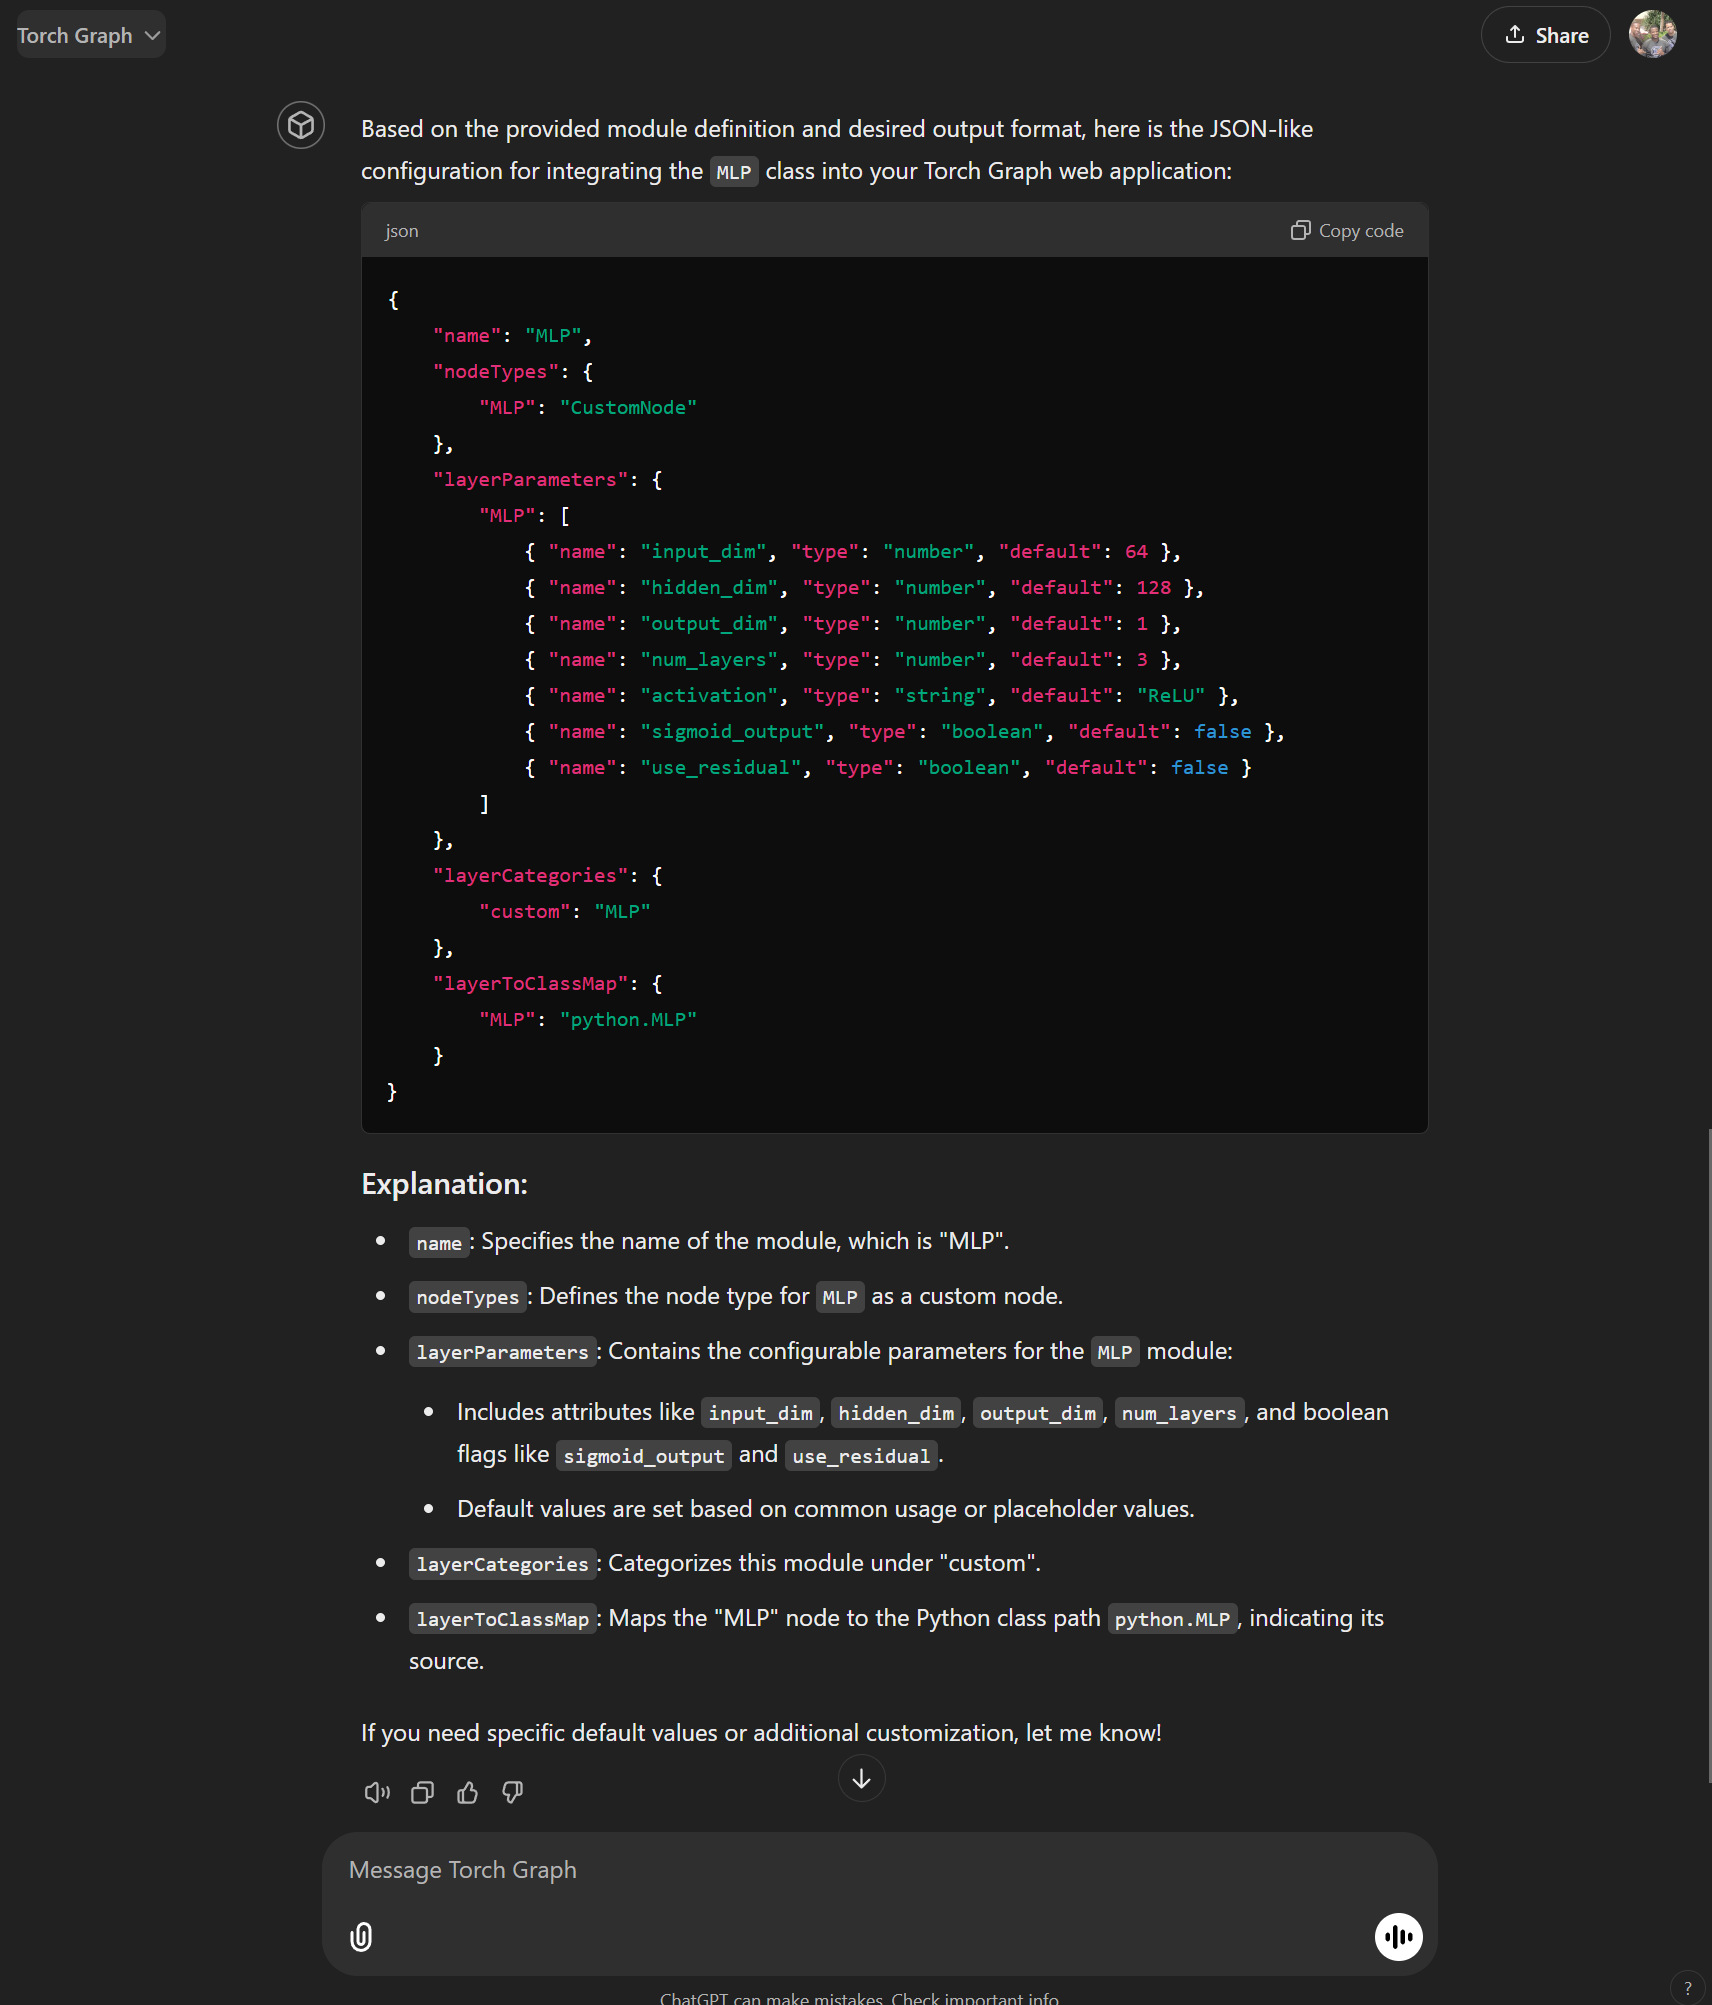 Torch Graph
Share
Based on the provided module definition and desired output format, here is the JSON-like
configuration for integrating the MLP class into your Torch Graph web application:
json
Copy code
{
    "name": "MLP",
    "nodeTypes": {
        "MLP": "CustomNode"
    },
    "layerParameters": {
        "MLP": [
            { "name": "input_dim", "type": "number", "default": 64 },
            { "name": "hidden_dim", "type": "number", "default": 128 },
            { "name": "output_dim", "type": "number", "default": 1 },
            { "name": "num_layers", "type": "number", "default": 3 },
            { "name": "activation", "type": "string", "default": "ReLU" },
            { "name": "sigmoid_output", "type": "boolean", "default": false },
            { "name": "use_residual", "type": "boolean", "default": false }
        ]
    },
    "layerCategories": {
        "custom": "MLP"
    },
    "layerToClassMap": {
        "MLP": "python.MLP"
    }
}
Explanation:
• name: Specifies the name of the module, which is "MLP".
• nodeTypes: Defines the node type for MLP as a custom node.
• layerParameters: Contains the configurable parameters for the MLP module:
• Includes attributes like input_dim, hidden_dim, output_dim, num_layers, and boolean
flags like sigmoid_output and use_residual.
• Default values are set based on common usage or placeholder values.
• layerCategories: Categorizes this module under "custom".
• layerToClassMap: Maps the "MLP" node to the Python class path python.MLP, indicating its
source.
If you need specific default values or additional customization, let me know!
Message Torch Graph
ChatGPT can make mistakes. Check important info.
?